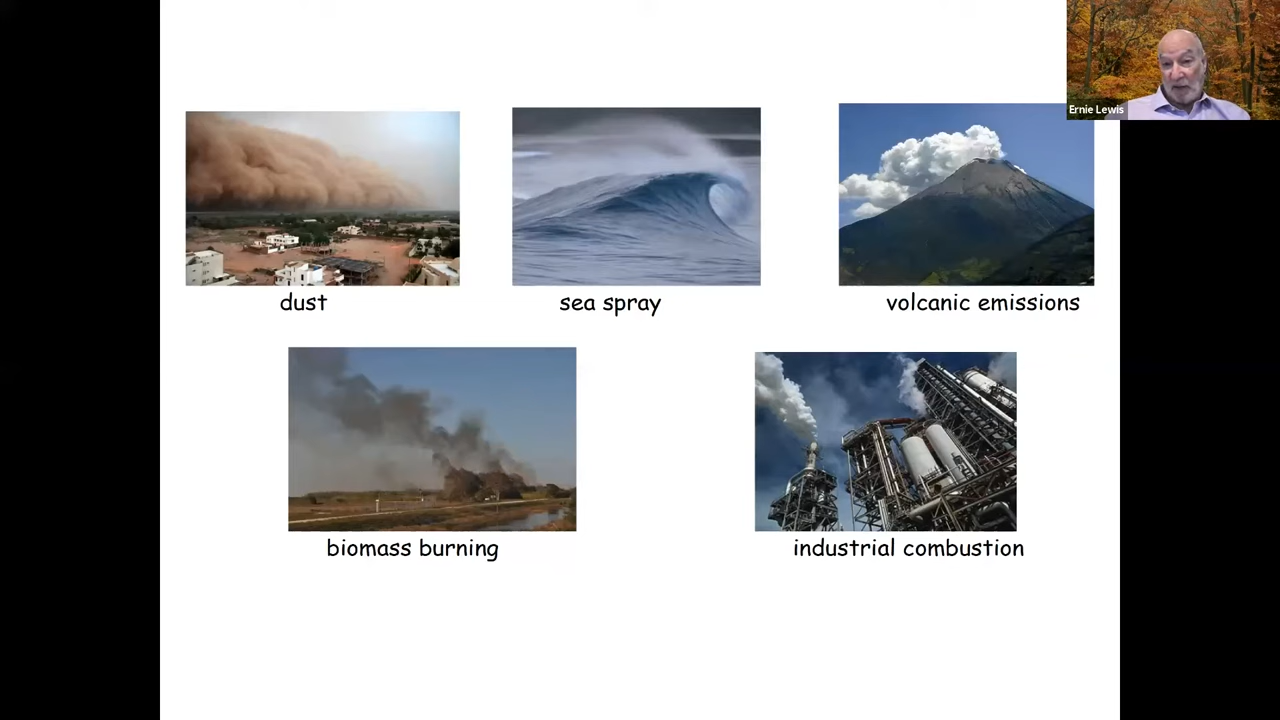 Ernie Lewis
dust
sea spray
volcanic emissions
biomass burning
industrial combustion